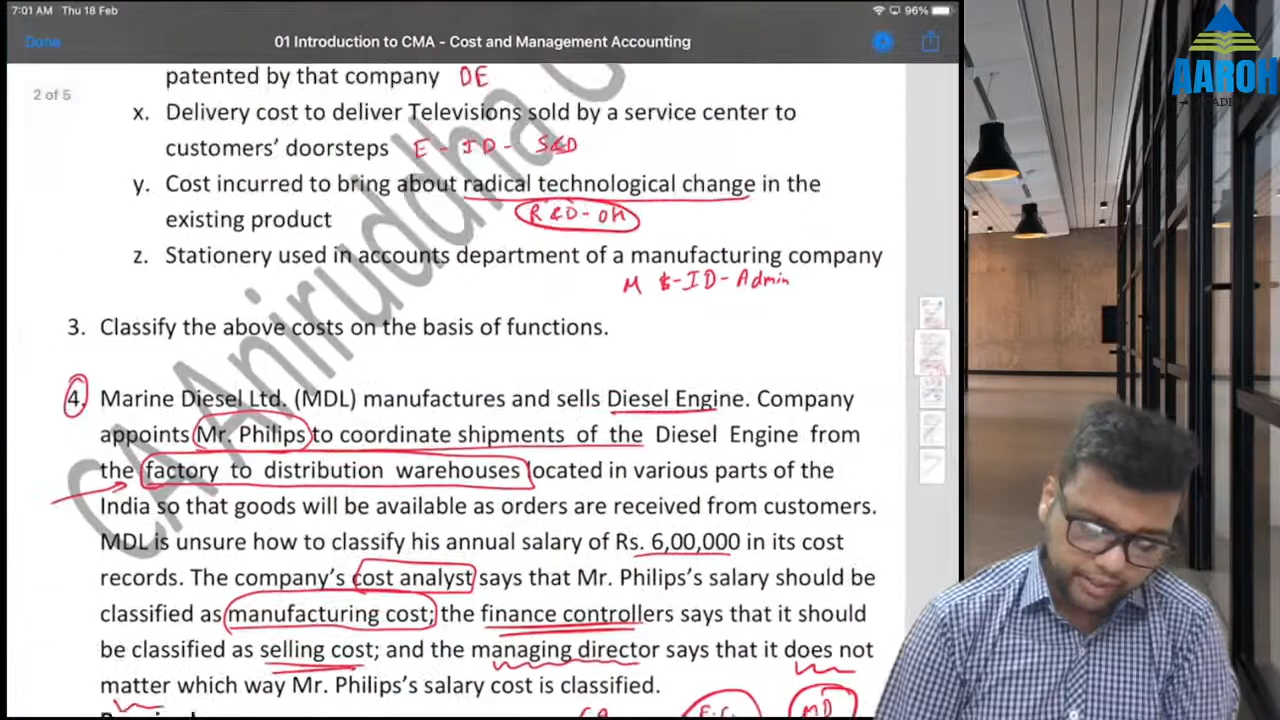 7:01 AM Thu 18 Feb
96%
Done
01 Introduction to CMA - Cost and Management Accounting
AAROH
2 of 5
patented by that company DE
x. Delivery cost to deliver Televisions sold by a service center to
customers' doorsteps E - ID - S&D
y. Cost incurred to bring about radical technological change in the
existing product R&D-OH
z. Stationery used in accounts department of a manufacturing company
ID-Admin
3. Classify the above costs on the basis of functions.
4. Marine Diesel Ltd. (MDL) manufactures and sells Diesel Engine. Company
appoints Mr. Philips to coordinate shipments of the Diesel Engine from
the factory to distribution warehouses located in various parts of the
India so that goods will be available as orders are received from customers.
MDL is unsure how to classify his annual salary of Rs. 6,00,000 in its cost
records. The company's cost analyst says that Mr. Philips's salary should be
classified as manufacturing cost; the finance controllers says that it should
be classified as selling cost; and the managing director says that it does not
matter which way Mr. Philips's salary cost is classified.
MD
CA Aniruddha